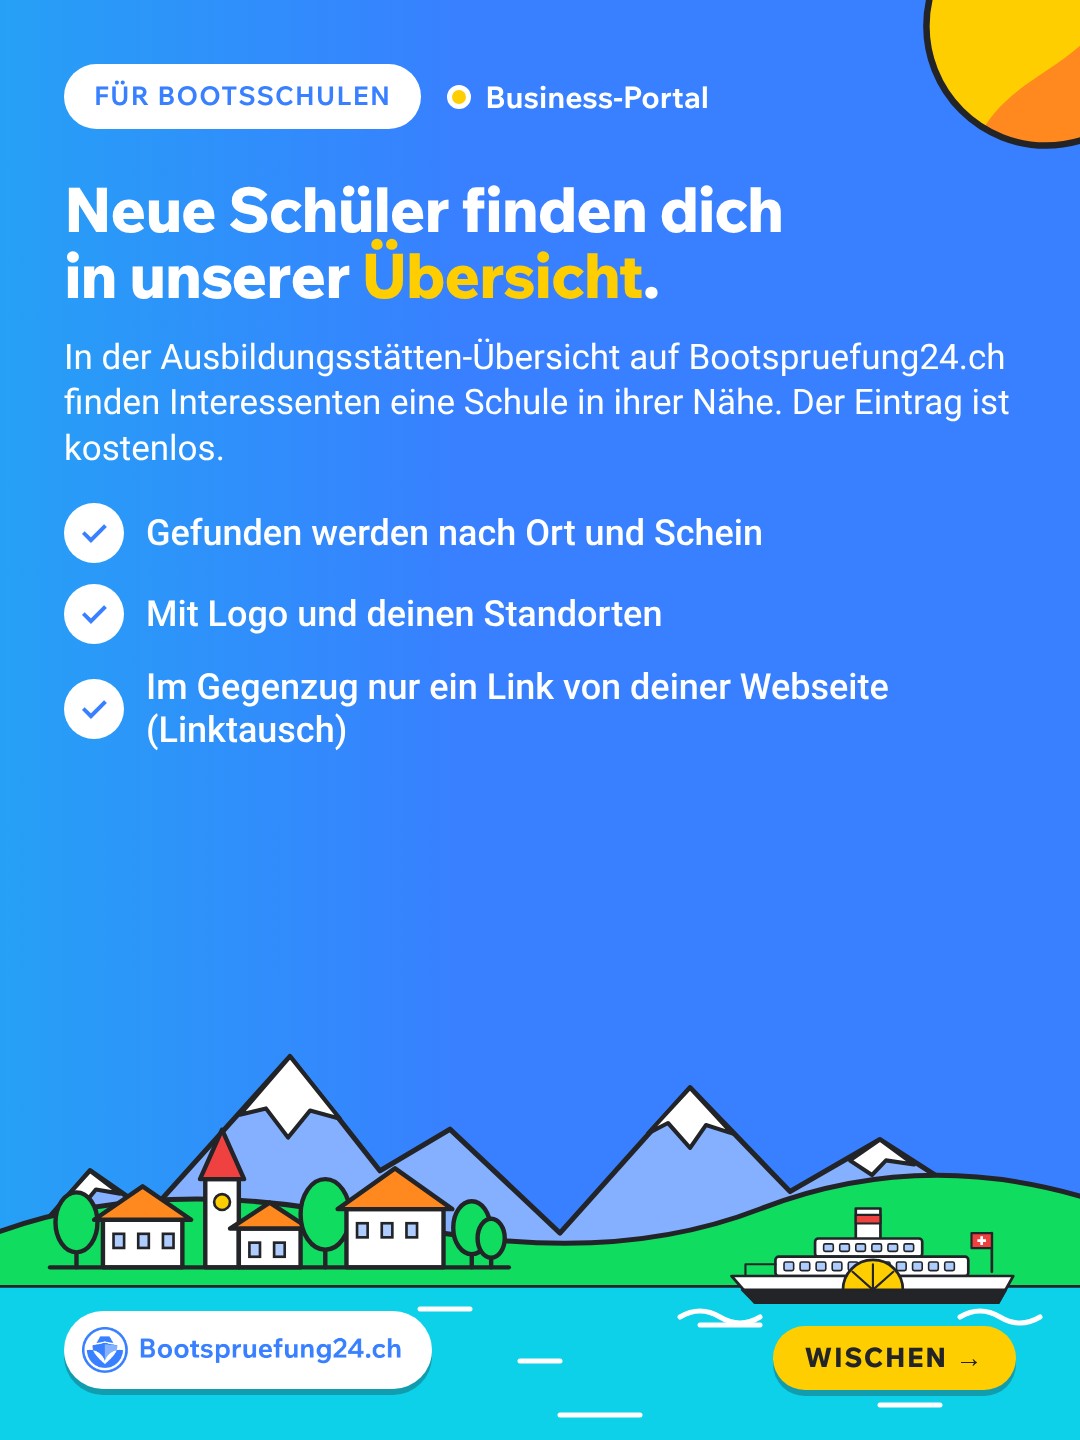 FÜR BOOTSSCHULEN
Business-Portal
Neue Schüler finden dich
in unserer Übersicht.
In der Ausbildungsstätten-Übersicht auf Bootspruefung24.ch
finden Interessenten eine Schule in ihrer Nähe. Der Eintrag ist
kostenlos.
Gefunden werden nach Ort und Schein
Mit Logo und deinen Standorten
Im Gegenzug nur ein Link von deiner Webseite
(Linktausch)
Bootspruefung24.ch
WISCHEN →